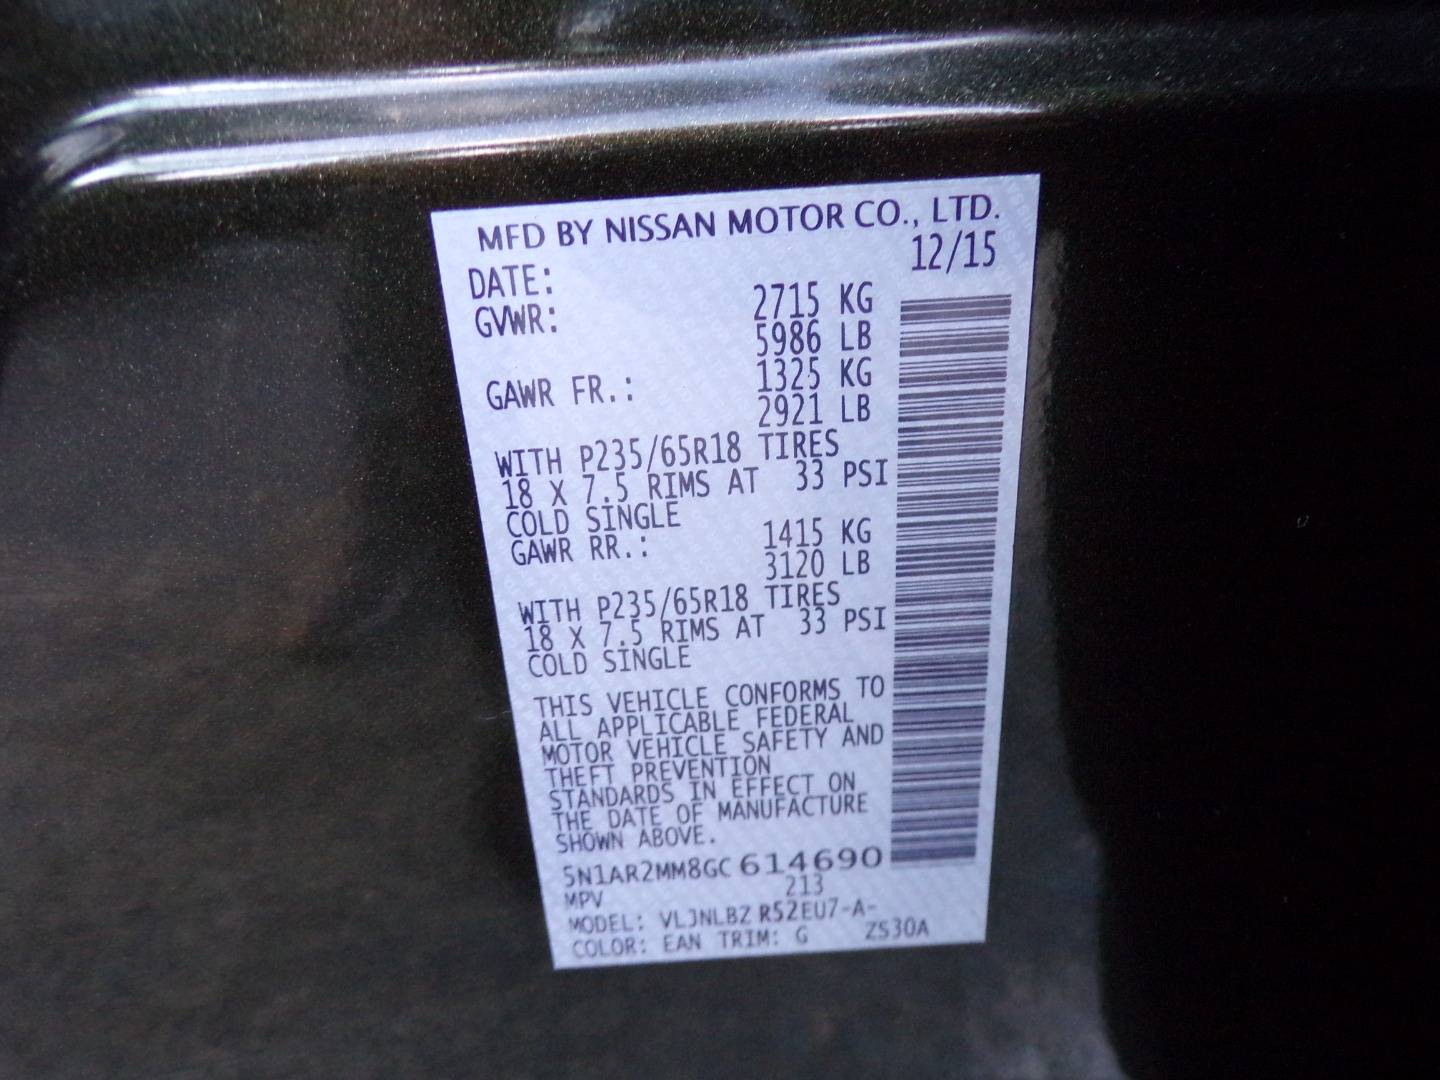 MFD BY NISSAN MOTOR CO., LTD.
DATE: 12/15
GVWR: 2715 KG
5986 LB
GAWR FR.: 1325 KG
2921 LB
WITH P235/65R18 TIRES
18 X 7.5 RIMS AT 33 PSI
COLD SINGLE
GAWR RR.: 1415 KG
3120 LB
WITH P235/65R18 TIRES
18 X 7.5 RIMS AT 33 PSI
COLD SINGLE
THIS VEHICLE CONFORMS TO
ALL APPLICABLE FEDERAL
MOTOR VEHICLE SAFETY AND
THEFT PREVENTION
STANDARDS IN EFFECT ON
THE DATE OF MANUFACTURE
SHOWN ABOVE.
5N1AR2MM8GC614690
MPV 213
MODEL: VLJNLBZ R52EU7-A-
COLOR: EAN TRIM: G ZS30A